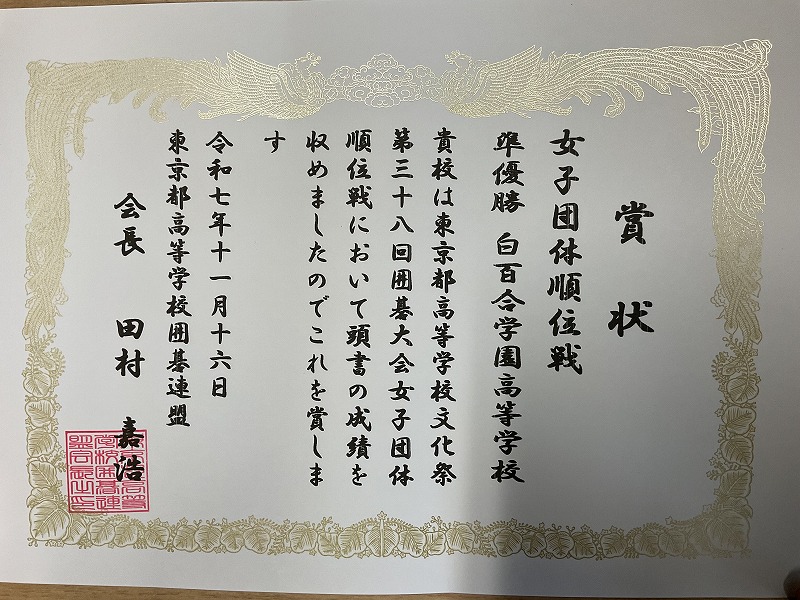 賞状
女子団体順位戦
準優勝 白百合学園高等学校
貴校は東京都高等学校文化祭
第三十八回囲碁大会女子団体
順位戦において頭書の成績を
収めましたのでこれを賞しま
す
令和七年十一月十六日
東京都高等学校囲碁連盟
会長 田村 嘉浩